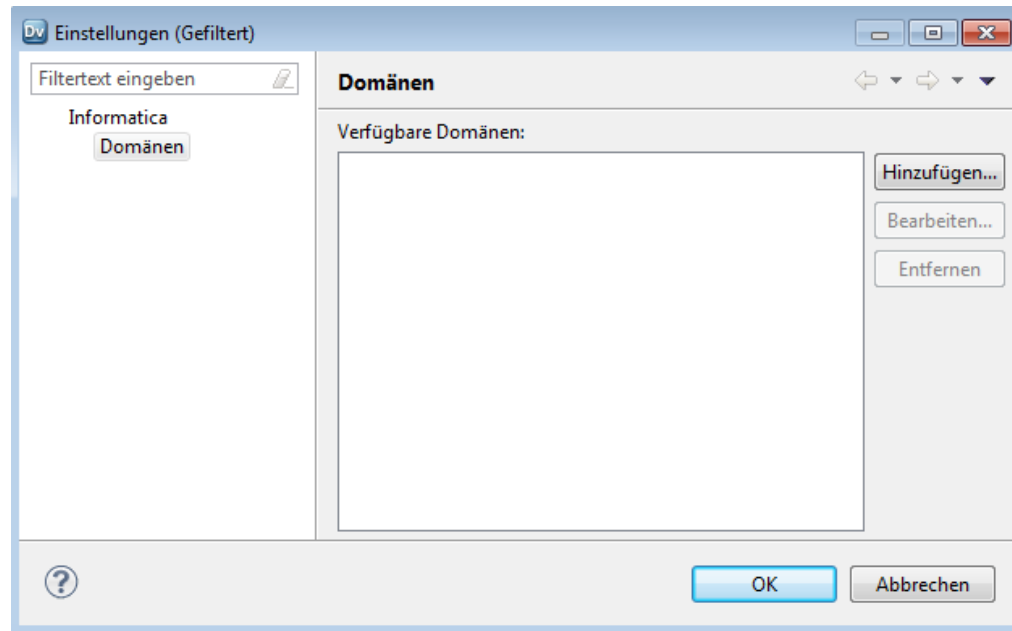 Dv Einstellungen (Gefiltert)
Filtertext eingeben
Informatica
Domänen
Domänen
Verfügbare Domänen:
Hinzufügen...
Bearbeiten...
Entfernen
?
OK
Abbrechen